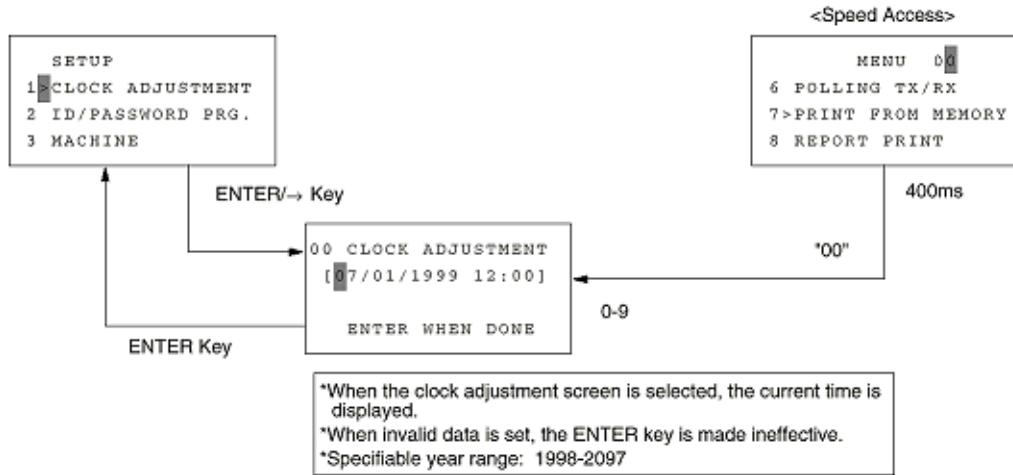 <Speed Access>
SETUP
1>CLOCK ADJUSTMENT
2 ID/PASSWORD PRG.
3 MACHINE
MENU 00
6 POLLING TX/RX
7>PRINT FROM MEMORY
8 REPORT PRINT
ENTER/→ Key
400ms
"00"
00 CLOCK ADJUSTMENT
[07/01/1999 12:00]
ENTER WHEN DONE
0-9
ENTER Key
*When the clock adjustment screen is selected, the current time is
displayed.
*When invalid data is set, the ENTER key is made ineffective.
*Specifiable year range: 1998-2097